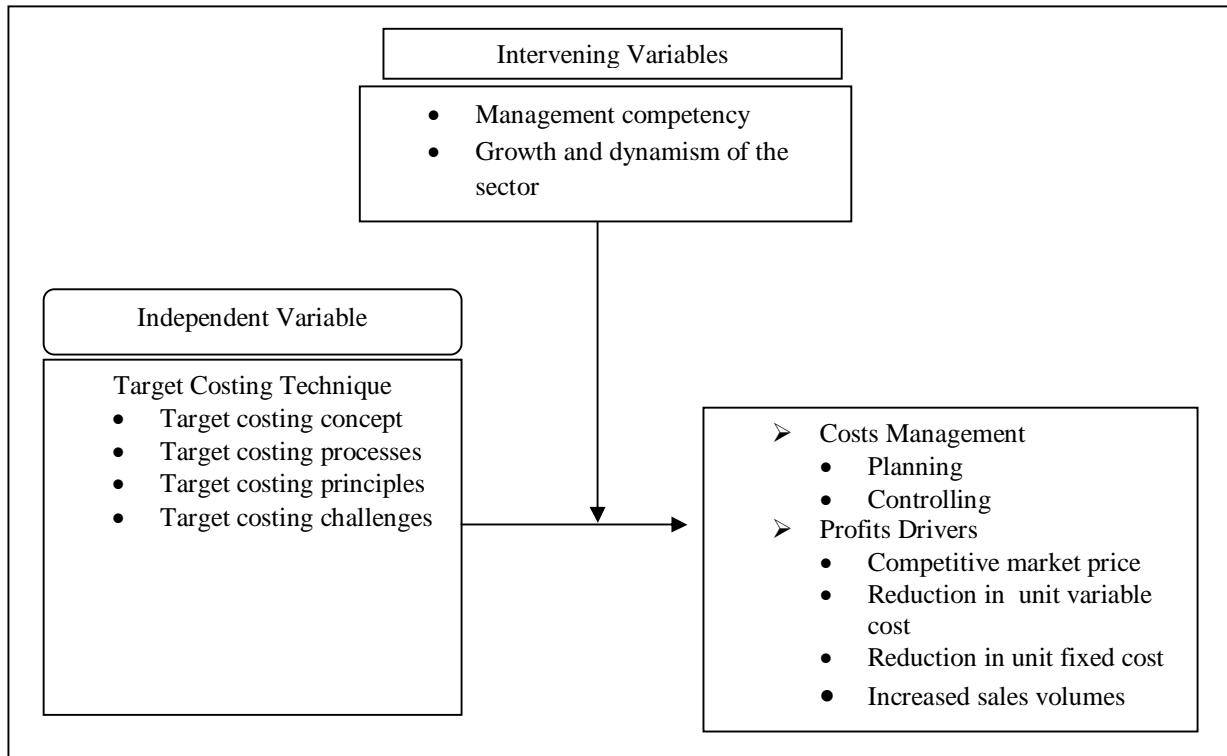 Intervening Variables
• Management competency
• Growth and dynamism of the
sector
Independent Variable
Target Costing Technique
• Target costing concept
• Target costing processes
• Target costing principles
• Target costing challenges
➢ Costs Management
• Planning
• Controlling
➢ Profits Drivers
• Competitive market price
• Reduction in unit variable
cost
• Reduction in unit fixed cost
• Increased sales volumes